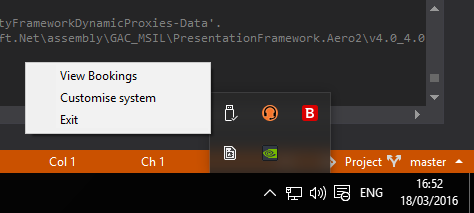 tyFrameworkDynamicProxies-Data'.
ft.Net\assembly\GAC_MSIL\PresentationFramework.Aero2\v4.0_4.0
View Bookings
Customise system
Exit
B
Col 1 Ch 1 Project master
ENG 16:52
18/03/2016